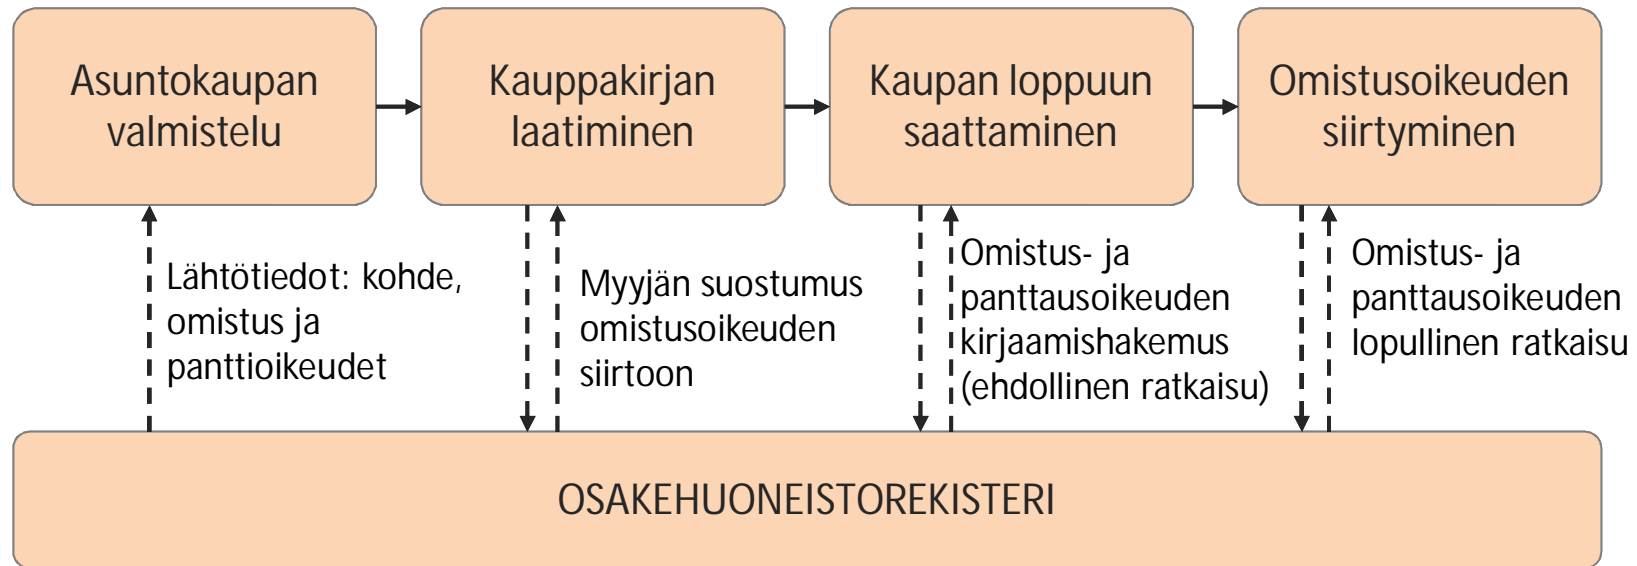 Asuntokaupan
valmistelu
Kauppakirjan
laatiminen
Kaupan loppuun
saattaminen
Omistusoikeuden
siirtyminen
Lähtötiedot: kohde,
omistus ja
panttioikeudet
Myyjän suostumus
omistusoikeuden
siirtoon
Omistus- ja
panttausoikeuden
kirjaamishakemus
(ehdollinen ratkaisu)
Omistus- ja
panttausoikeuden
lopullinen ratkaisu
OSAKEHUONEISTOREKISTERI